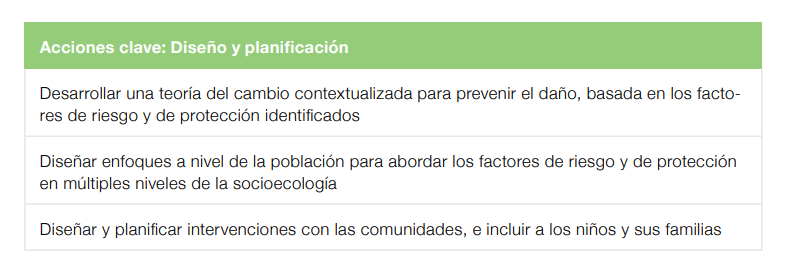 Acciones clave: Diseño y planificación
Desarrollar una teoría del cambio contextualizada para prevenir el daño, basada en los facto-
res de riesgo y de protección identificados
Diseñar enfoques a nivel de la población para abordar los factores de riesgo y de protección
en múltiples niveles de la socioecología
Diseñar y planificar intervenciones con las comunidades, e incluir a los niños y sus familias